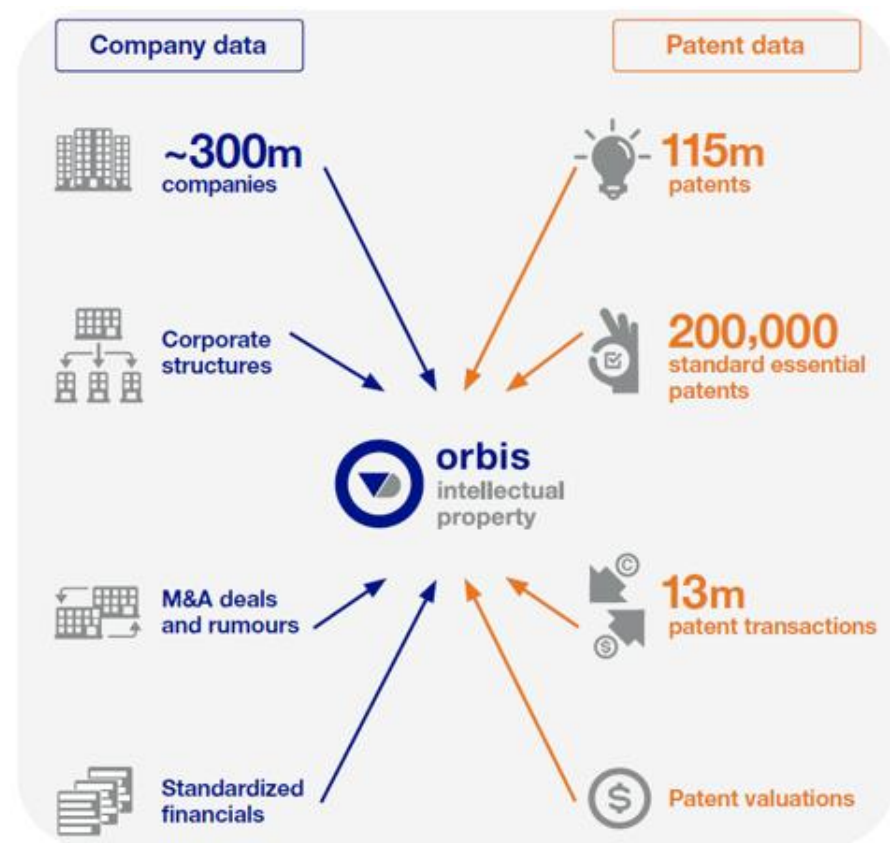 Company data
~300m
companies
Corporate
structures
M&A deals
and rumours
Standardized
financials
orbis
intellectual
property
Patent data
115m
patents
200,000
standard essential
patents
C
$
13m
patent transactions
$
Patent valuations